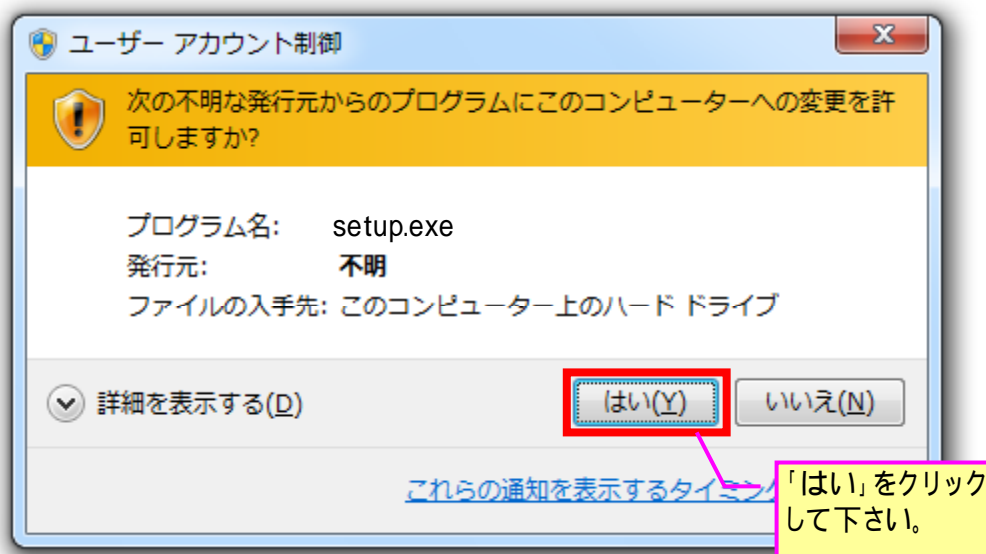 ユーザー アカウント制御
次の不明な発行元からのプログラムにこのコンピューターへの変更を許
可しますか?
プログラム名: setup.exe
発行元: 不明
ファイルの入手先: このコンピューター上のハード ドライブ
詳細を表示する(D)
はい(Y)
いいえ(N)
これらの通知を表示するタイミング
「はい」をクリック
して下さい。